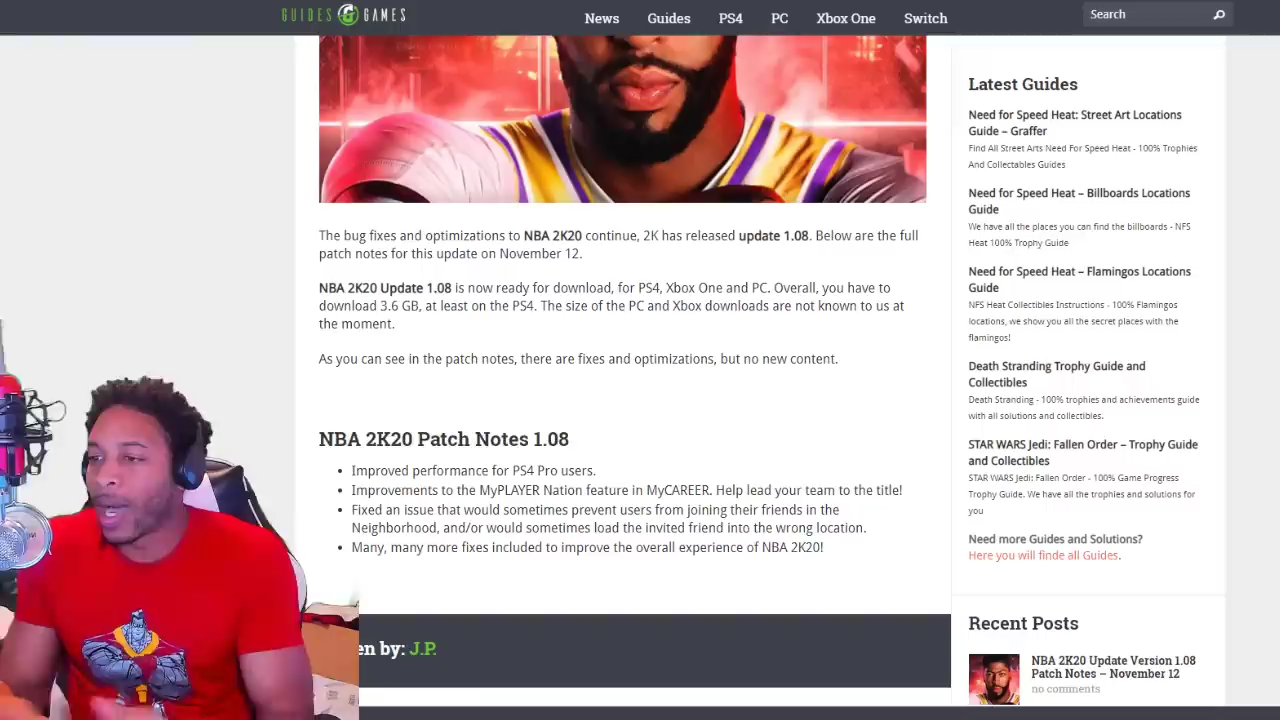 GUIDES & GAMES
News Guides PS4 PC Xbox One Switch
Search
The bug fixes and optimizations to NBA 2K20 continue, 2K has released update 1.08. Below are the full
patch notes for this update on November 12.
NBA 2K20 Update 1.08 is now ready for download, for PS4, Xbox One and PC. Overall, you have to
download 3.6 GB, at least on the PS4. The size of the PC and Xbox downloads are not known to us at
the moment.
As you can see in the patch notes, there are fixes and optimizations, but no new content.
NBA 2K20 Patch Notes 1.08
• Improved performance for PS4 Pro users.
• Improvements to the MyPLAYER Nation feature in MyCAREER. Help lead your team to the title!
• Fixed an issue that would sometimes prevent users from joining their friends in the
Neighborhood, and/or would sometimes load the invited friend into the wrong location.
• Many, many more fixes included to improve the overall experience of NBA 2K20!
en by: J.P.
Latest Guides
Need for Speed Heat: Street Art Locations
Guide – Graffer
Find All Street Arts Need For Speed Heat - 100% Trophies
And Collectables Guides
Need for Speed Heat – Billboards Locations
Guide
We have all the places you can find the billboards - NFS
Heat 100% Trophy Guide
Need for Speed Heat – Flamingos Locations
Guide
NFS Heat Collectibles Instructions - 100% Flamingos
locations, we show you all the secret places with the
flamingos!
Death Stranding Trophy Guide and
Collectibles
Death Stranding - 100% trophies and achievements guide
with all solutions and collectibles.
STAR WARS Jedi: Fallen Order – Trophy Guide
and Collectibles
STAR WARS Jedi: Fallen Order - 100% Game Progress
Trophy Guide. We have all the trophies and solutions for
you
Need more Guides and Solutions?
Here you will finde all Guides.
Recent Posts
NBA 2K20 Update Version 1.08
Patch Notes – November 12
no comments